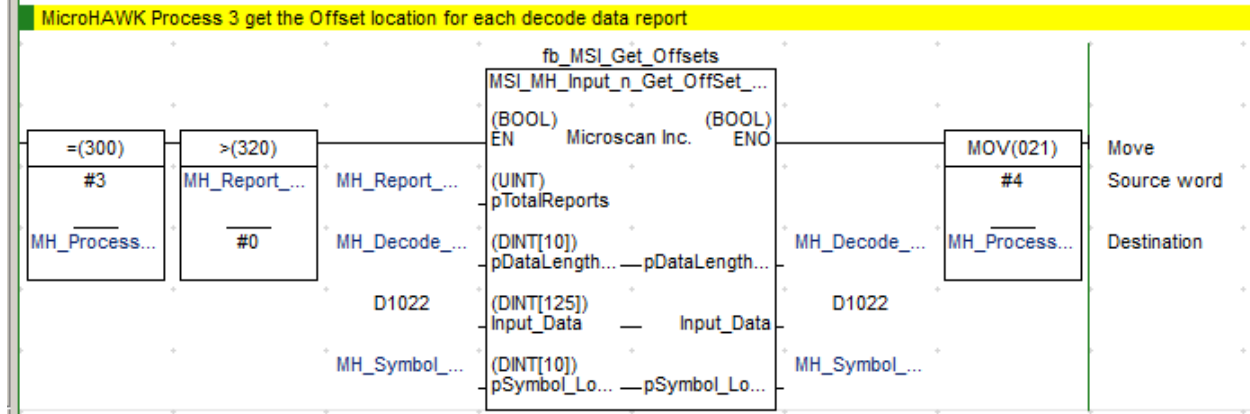 MicroHAWK Process 3 get the Offset location for each decode data report
fb_MSI_Get_Offsets
MSI_MH_Input_n_Get_OffSet_...
(BOOL) (BOOL)
EN Microscan Inc. ENO
=(300) >(320) MOV(021) Move
#3 MH_Report_... MH_Report_... (UINT) #4 Source word
pTotalReports
MH_Process... #0 MH_Decode_... (DINT[10]) MH_Decode_... MH_Process... Destination
pDataLength... pDataLength...
D1022 (DINT[125]) D1022
Input_Data Input_Data
MH_Symbol_... (DINT[10]) MH_Symbol_...
pSymbol_Lo... pSymbol_Lo...